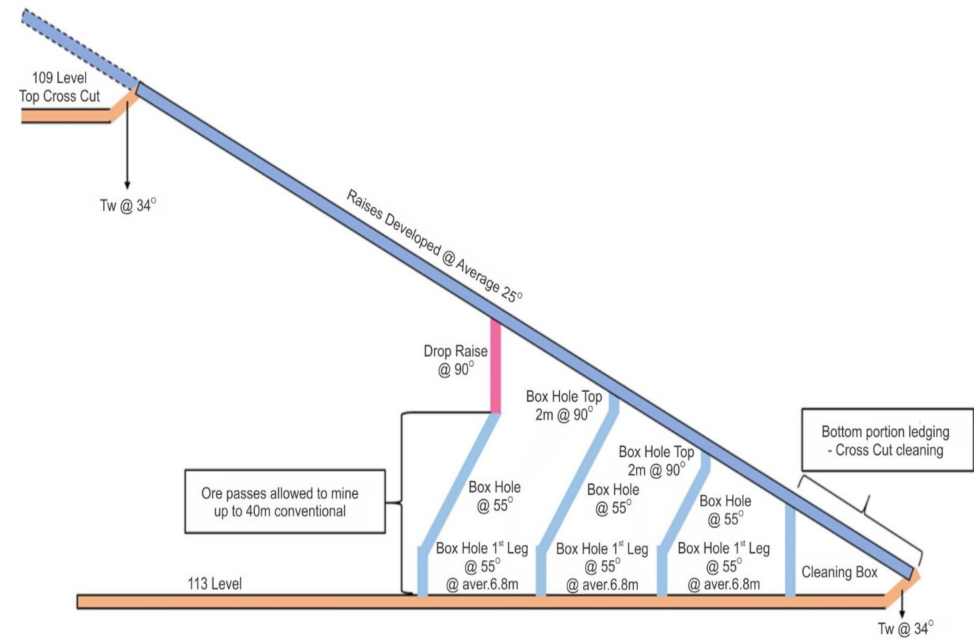 109 Level
Top Cross Cut
Tw @ 34°
Raises Developed @ Average 25°
Drop Raise
@ 90°
Box Hole Top
2m @ 90°
Box Hole Top
2m @ 90°
Bottom portion ledging
- Cross Cut cleaning
Ore passes allowed to mine
up to 40m conventional
Box Hole
@ 55°
Box Hole
@ 55°
Box Hole
@ 55°
Box Hole 1st Leg
@ 55°
@ aver.6.8m
Box Hole 1st Leg
@ 55°
@ aver.6.8m
Box Hole 1st Leg
@ 55°
@ aver.6.8m
Cleaning Box
113 Level
Tw @ 34°